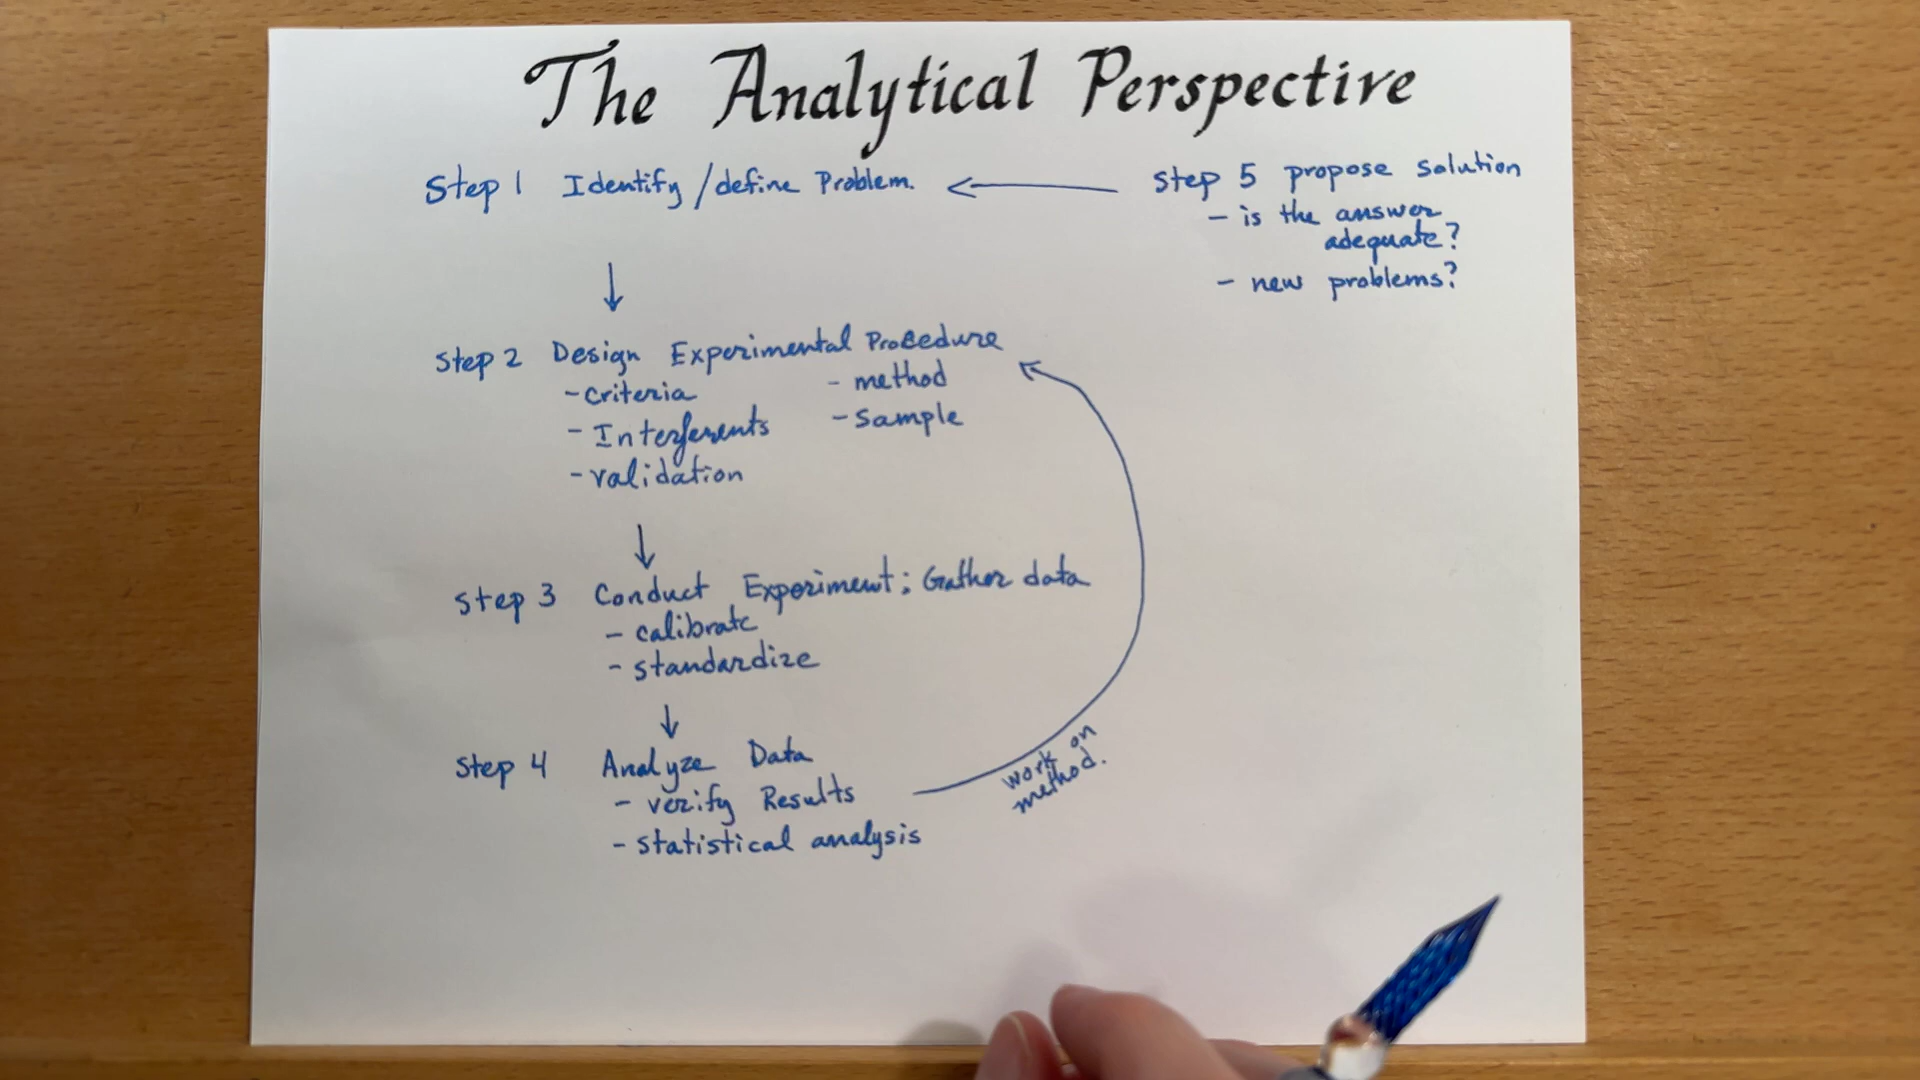 The Analytical Perspective
Step 1 Identify/define Problem.
Step 5 propose solution
- is the answer
adequate?
- new problems?
Step 2 Design Experimental Procedure
- criteria
- method
- Interferents
- sample
- validation
Step 3 Conduct Experiment; Gather data
- calibrate
- standardize
Step 4 Analyze Data
- verify Results
- statistical analysis
work on
method.